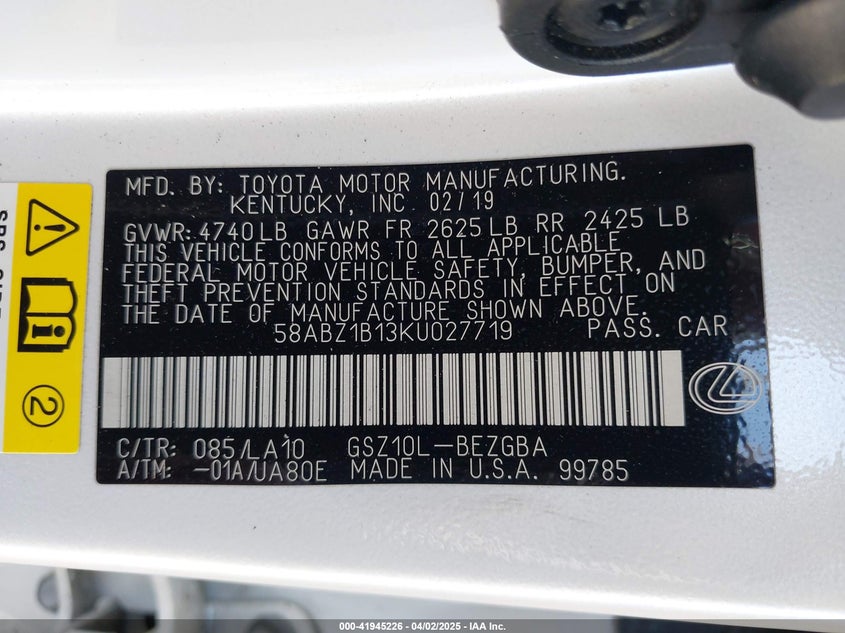 MFD. BY: TOYOTA MOTOR MANUFACTURING.
KENTUCKY, INC 02/19
GVWR: 4740LB GAWR FR 2625LB RR 2425 LB
THIS VEHICLE CONFORMS TO ALL APPLICABLE
FEDERAL MOTOR VEHICLE SAFETY, BUMPER, AND
THEFT PREVENTION STANDARDS IN EFFECT ON
THE DATE OF MANUFACTURE SHOWN ABOVE.
58ABZ1B13KU027719 PASS. CAR
C/TR: 085/LA10 GSZ10L-BEZGBA
A/TM: -01A/UA80E MADE IN U.S.A. 99785
2
000-41945226 - 04/02/2025 - IAA Inc.